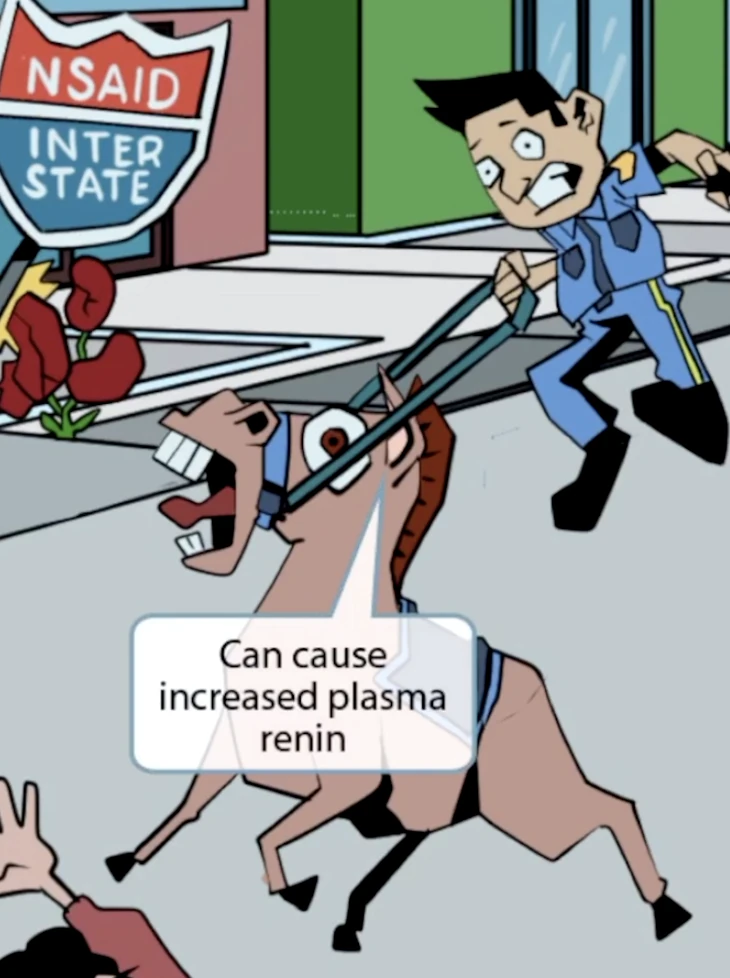 NSAID
INTER
STATE
Can cause
increased plasma
renin